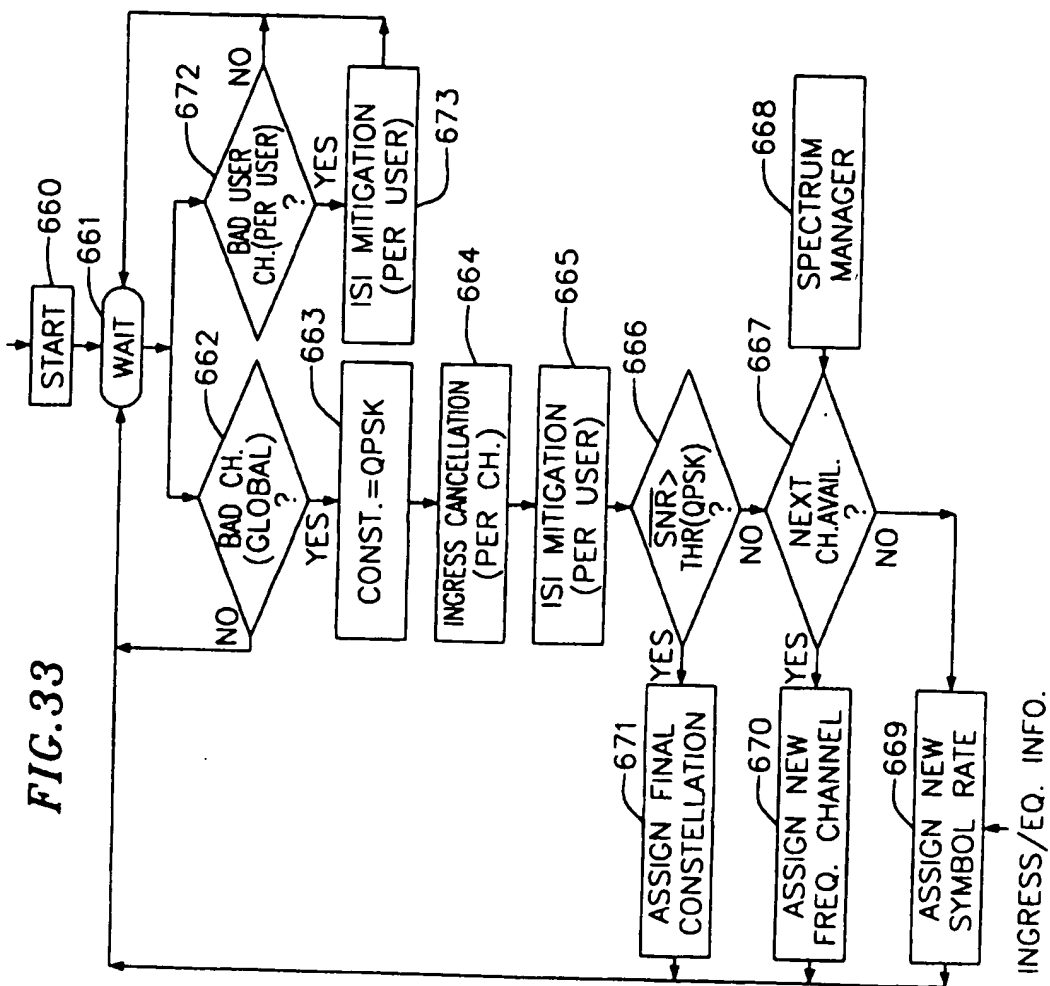 FIG.33
660
START
661
WAIT
662
BAD CH.
(GLOBAL)
?
NO
YES
672
BAD USER
CH.(PER USER)
?
NO
YES
663
CONST.=QPSK
ISI MITIGATION
(PER USER)
673
INGRESS CANCELLATION
(PER CH.)
664
ISI MITIGATION
(PER USER)
665
666
SNR>
THR(QPSK)
?
YES
NO
671
ASSIGN FINAL
CONSTELLATION
667
NEXT
CH.AVAIL.
?
YES
NO
668
SPECTRUM
MANAGER
670
ASSIGN NEW
FREQ. CHANNEL
669
ASSIGN NEW
SYMBOL RATE
INGRESS/EQ. INFO.